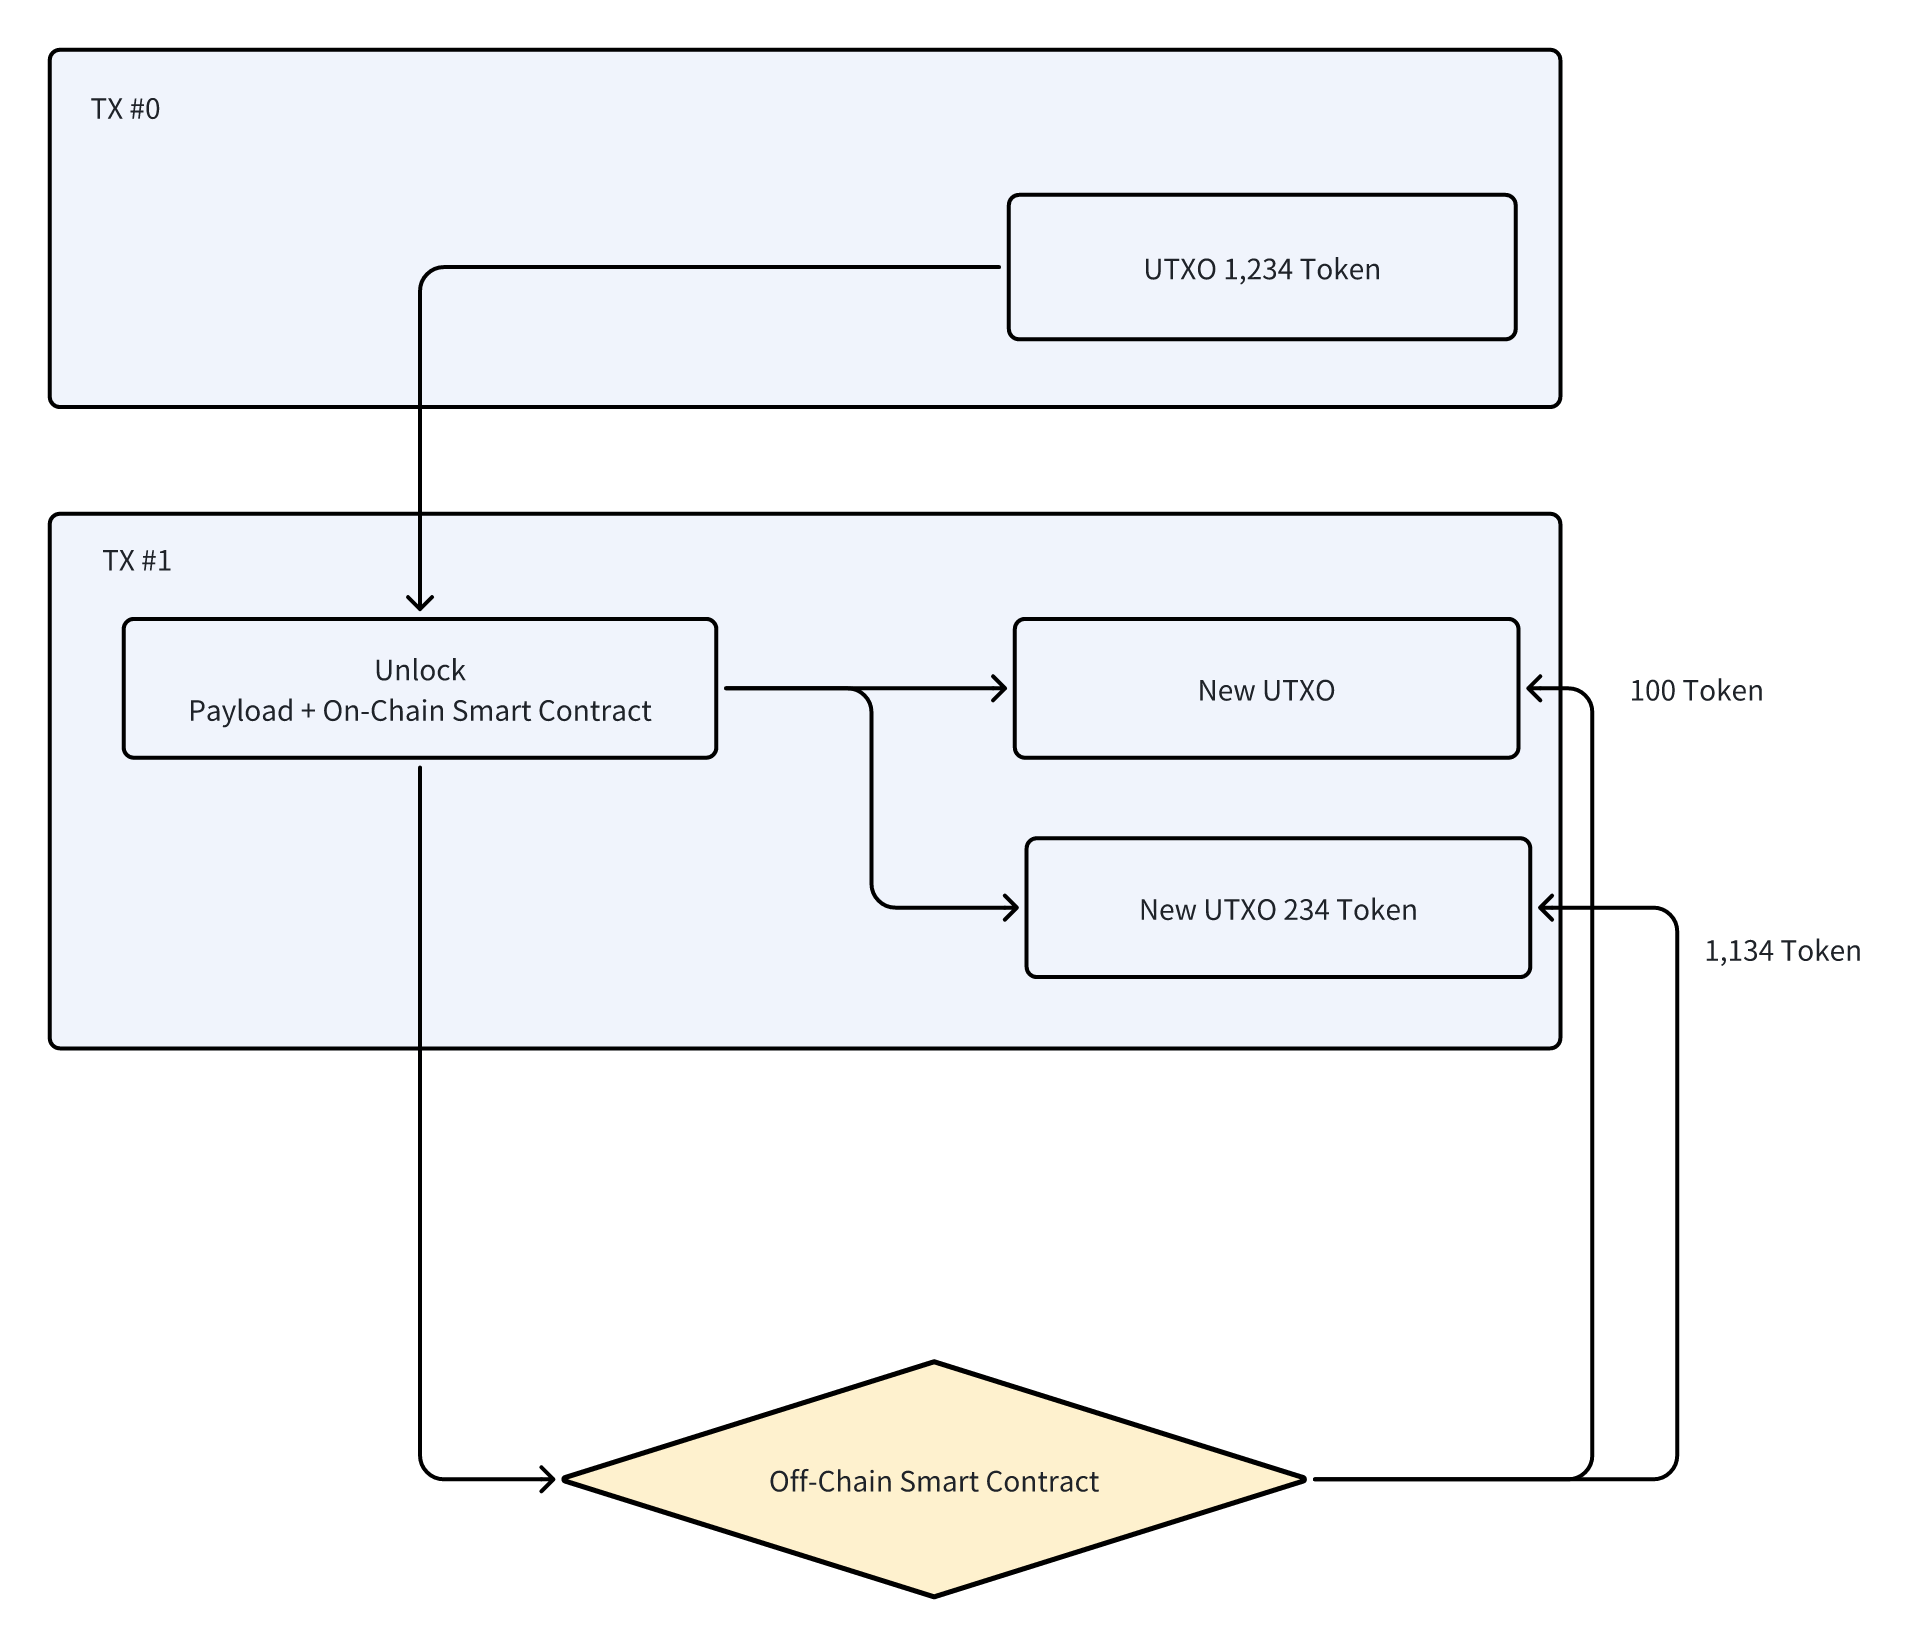 TX #0
UTXO 1,234 Token
TX #1
Unlock
Payload + On-Chain Smart Contract
New UTXO
100 Token
New UTXO 234 Token
1,134 Token
Off-Chain Smart Contract